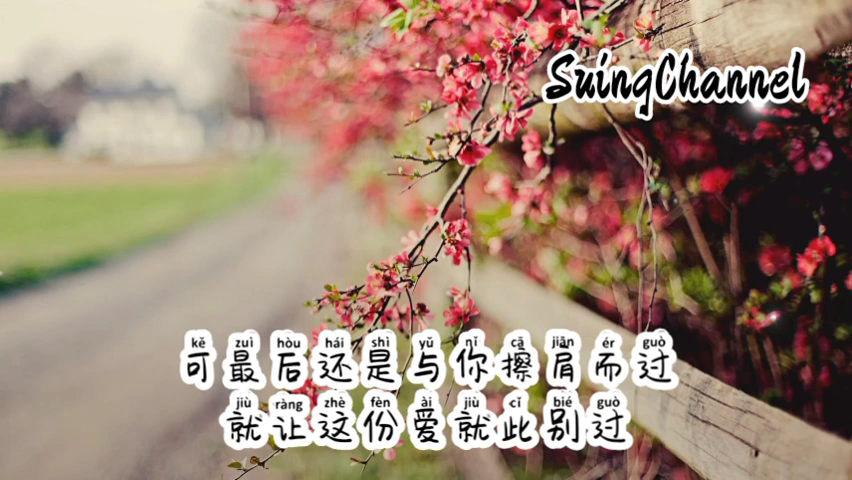 SuingChannel
kě zuì hòu hái shì yǔ nǐ cā jiān ér guò
可最后还是与你擦肩而过
jiù ràng zhè fèn ài jiù cǐ bié guò
就让这份爱就此别过